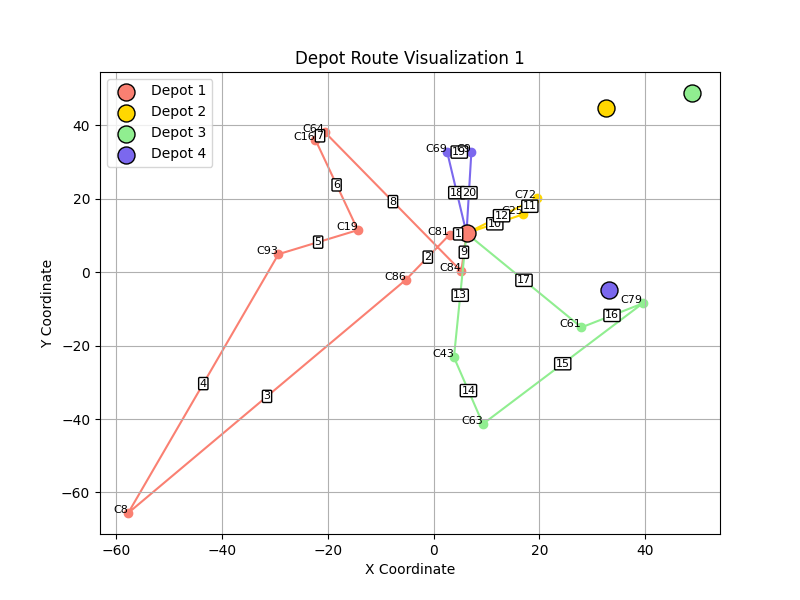 Depot Route Visualization 1
Depot 1
Depot 2
Depot 3
Depot 4
Y Coordinate
X Coordinate
40
20
0
−20
−40
−60
−60
−40
−20
0
20
40
C64
C16
7
6
8
C19
5
C93
4
3
C8
C86
2
C81
1
C84
9
C69
C9
19
18
20
C72
11
C25
12
10
13
17
C43
14
C63
15
C61
16
C79